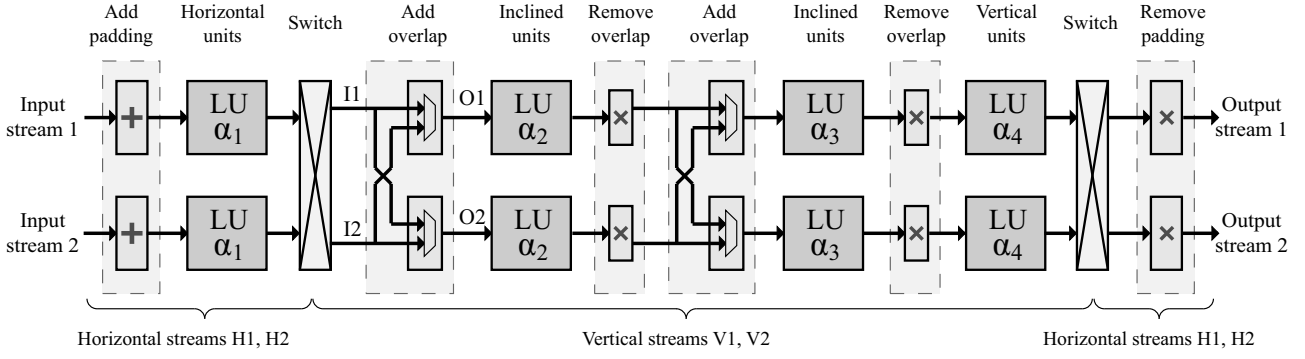 Add
padding
Horizontal
units
Switch
Add
overlap
Inclined
units
Remove
overlap
Add
overlap
Inclined
units
Remove
overlap
Vertical
units
Switch
Remove
padding
Input
stream 1
+
LU
α1
I1
O1
LU
α2
×
LU
α3
×
LU
α4
×
Output
stream 1
Input
stream 2
+
LU
α1
I2
O2
LU
α2
×
LU
α3
×
LU
α4
×
Output
stream 2
Horizontal streams H1, H2
Vertical streams V1, V2
Horizontal streams H1, H2